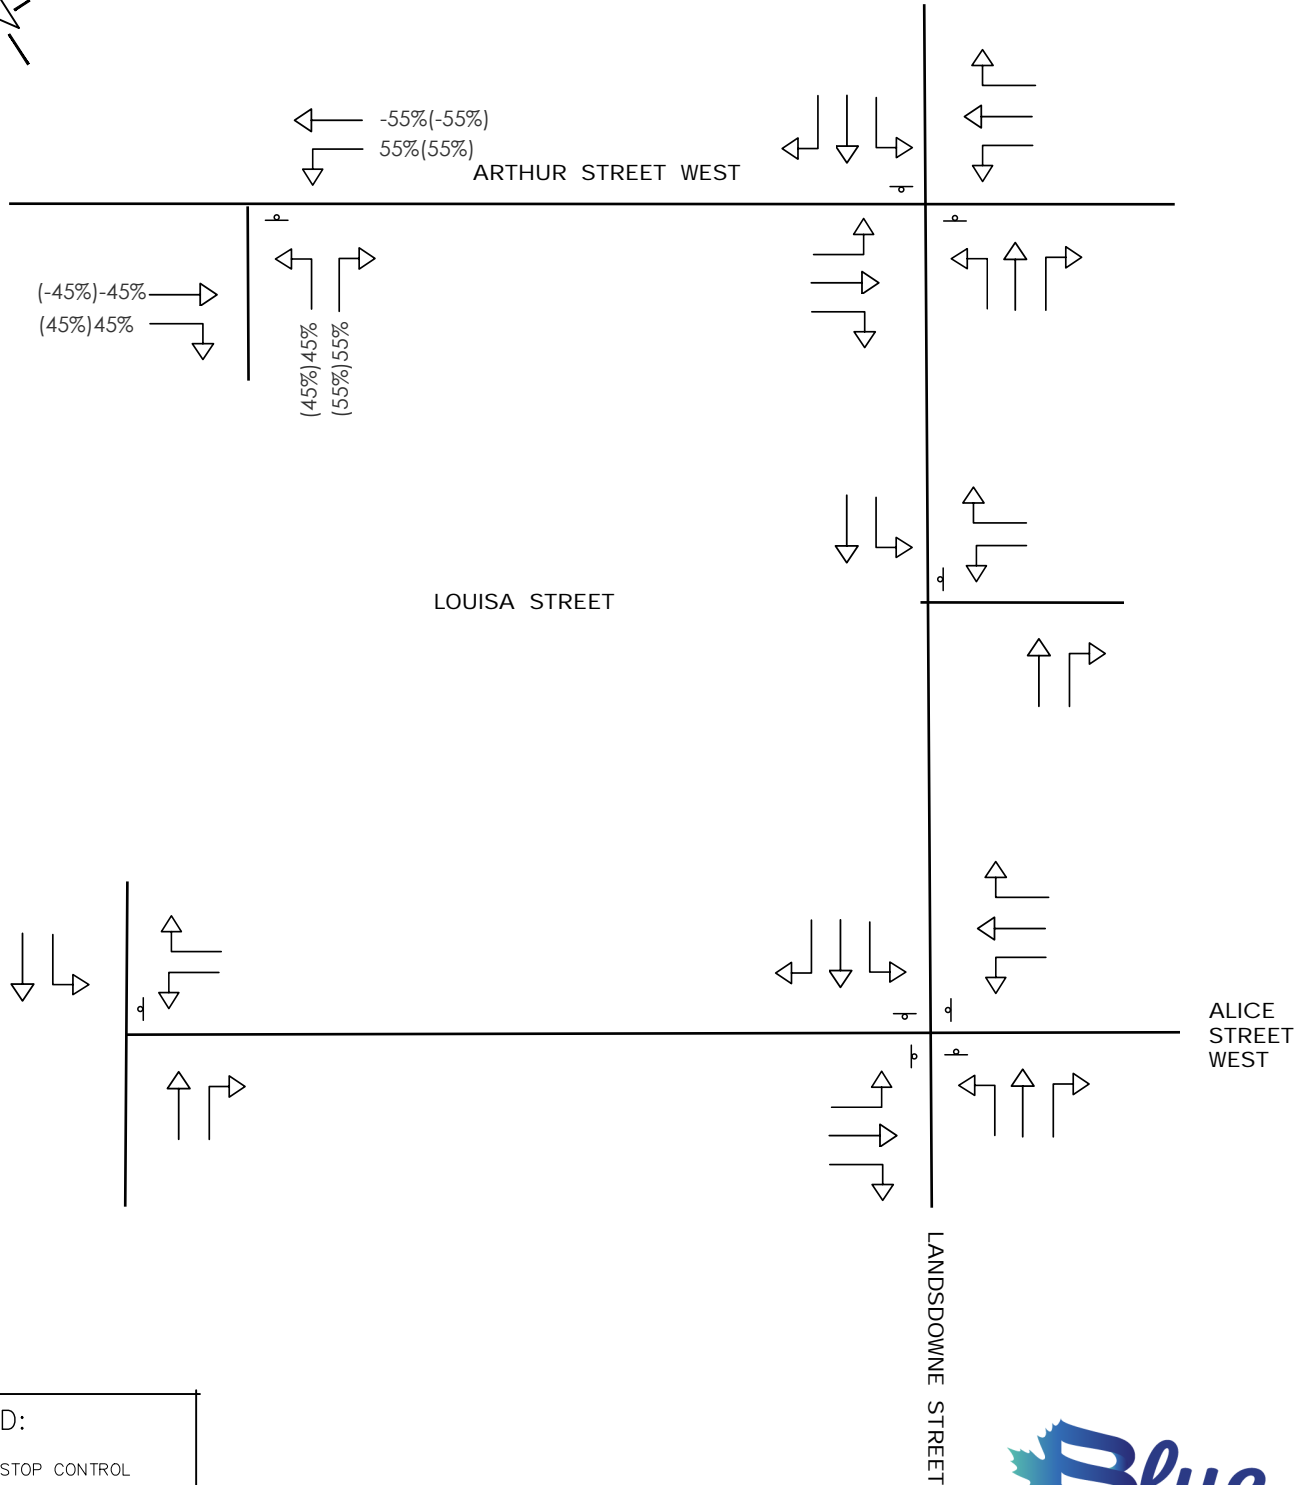 -55%(-55%)
55%(55%)
ARTHUR STREET WEST
(-45%)-45%
(45%)45%
(45%)45%
(55%)55%
LOUISA STREET
ALICE
STREET
WEST
LANDSDOWNE STREET
D:
STOP CONTROL
Blue